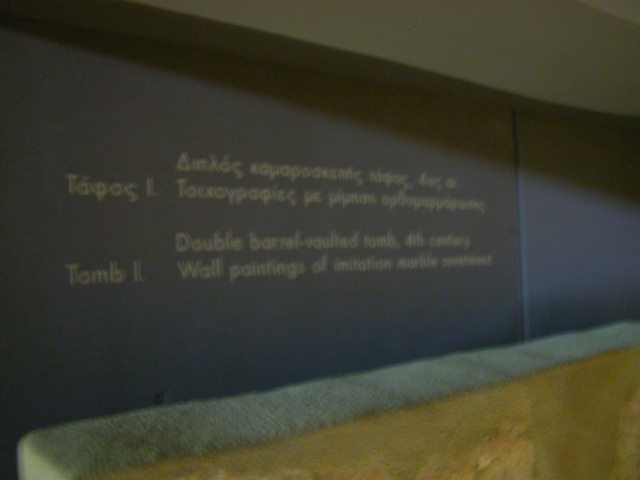 Διπλός καμαροσκεπής τάφος, 4ος αι.
Τάφος Ι. Τοιχογραφίες με μίμηση ορθομαρμάρωσης.
Double barrel-vaulted tomb, 4th century.
Tomb I. Wall paintings of imitation marble revetment.